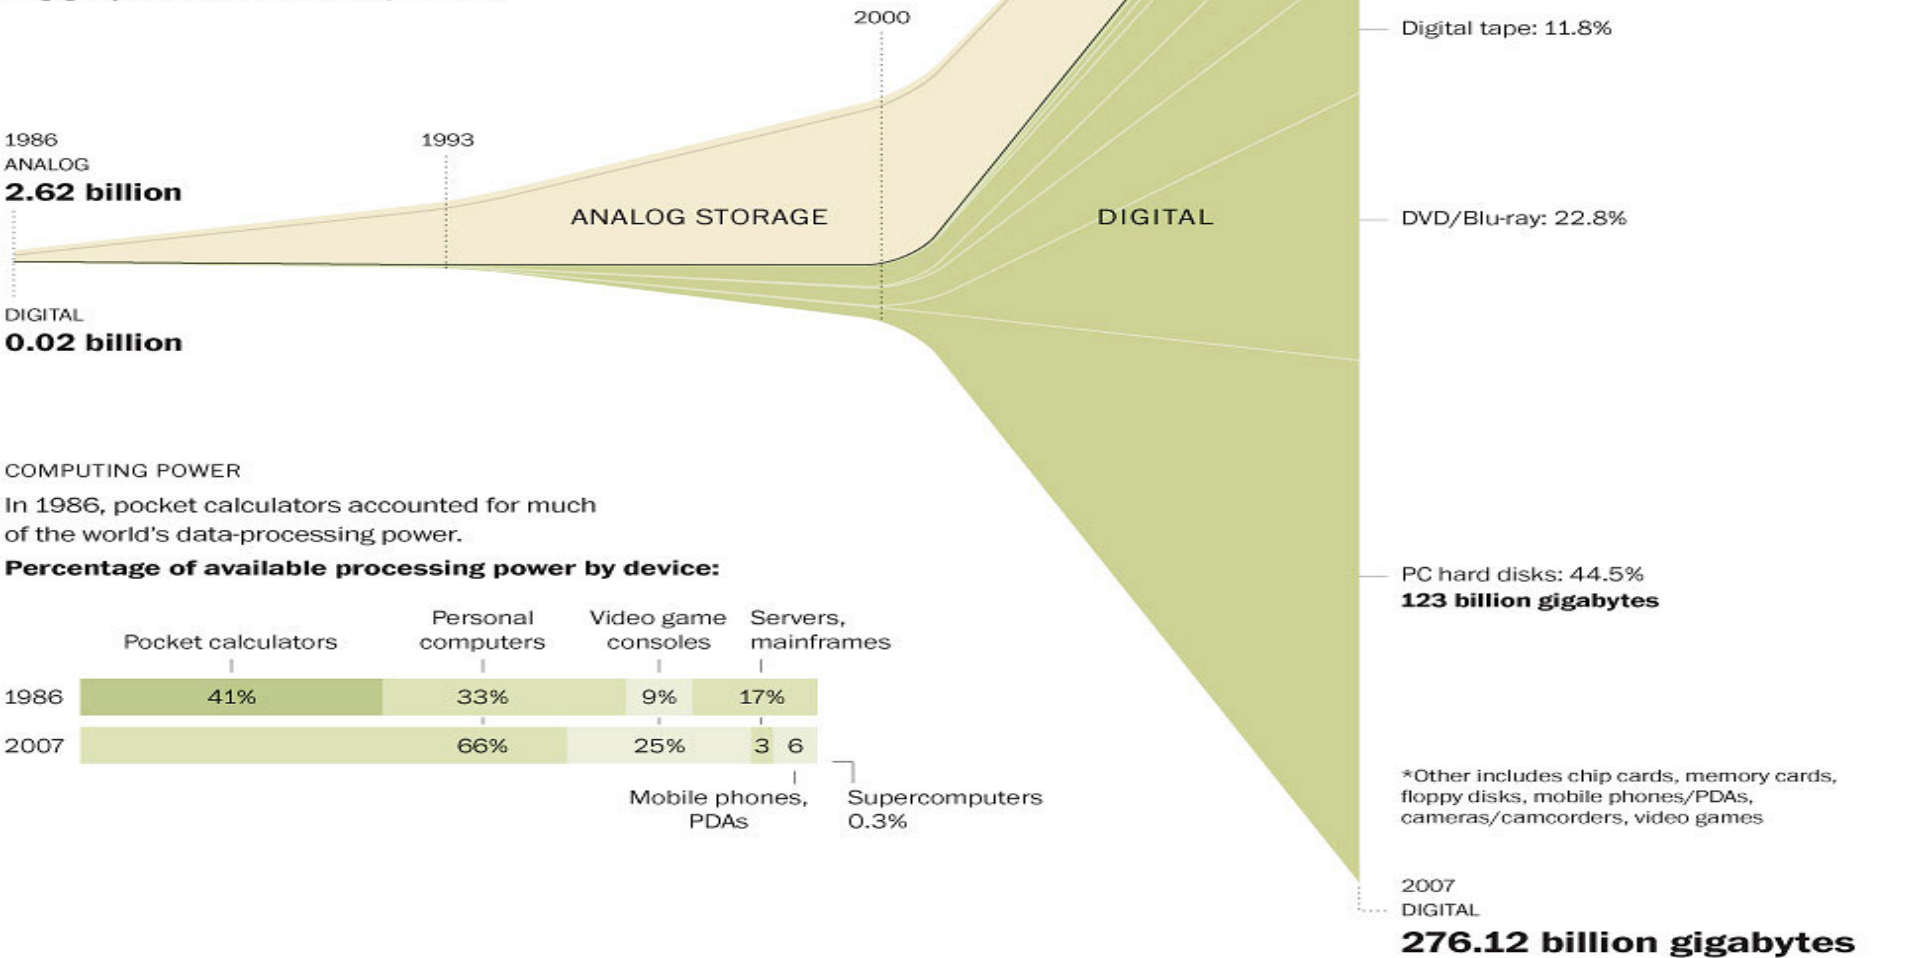 2000
Digital tape: 11.8%
1986
ANALOG
2.62 billion
1993
ANALOG STORAGE
DIGITAL
DVD/Blu-ray: 22.8%
DIGITAL
0.02 billion
COMPUTING POWER
In 1986, pocket calculators accounted for much
of the world's data-processing power.
Percentage of available processing power by device:
PC hard disks: 44.5%
123 billion gigabytes
Pocket calculators
Personal
computers
Video game
consoles
Servers,
mainframes
1986 41% 33% 9% 17%
2007 66% 25% 3 6
Mobile phones,
PDAs
Supercomputers
0.3%
*Other includes chip cards, memory cards,
floppy disks, mobile phones/PDAs,
cameras/camcorders, video games
2007
DIGITAL
276.12 billion gigabytes